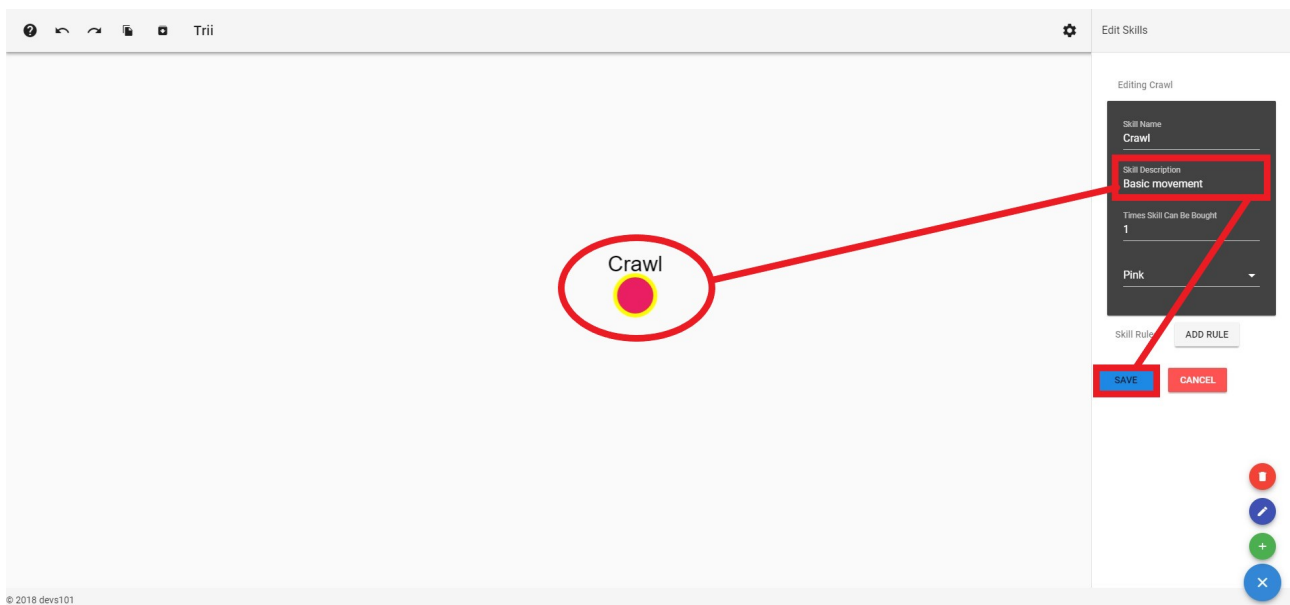 Trii
Edit Skills
Editing Crawl
Skill Name
Crawl
Skill Description
Basic movement
Times Skill Can Be Bought
1
Pink
Crawl
Skill Rule
ADD RULE
SAVE
CANCEL
© 2018 devs101